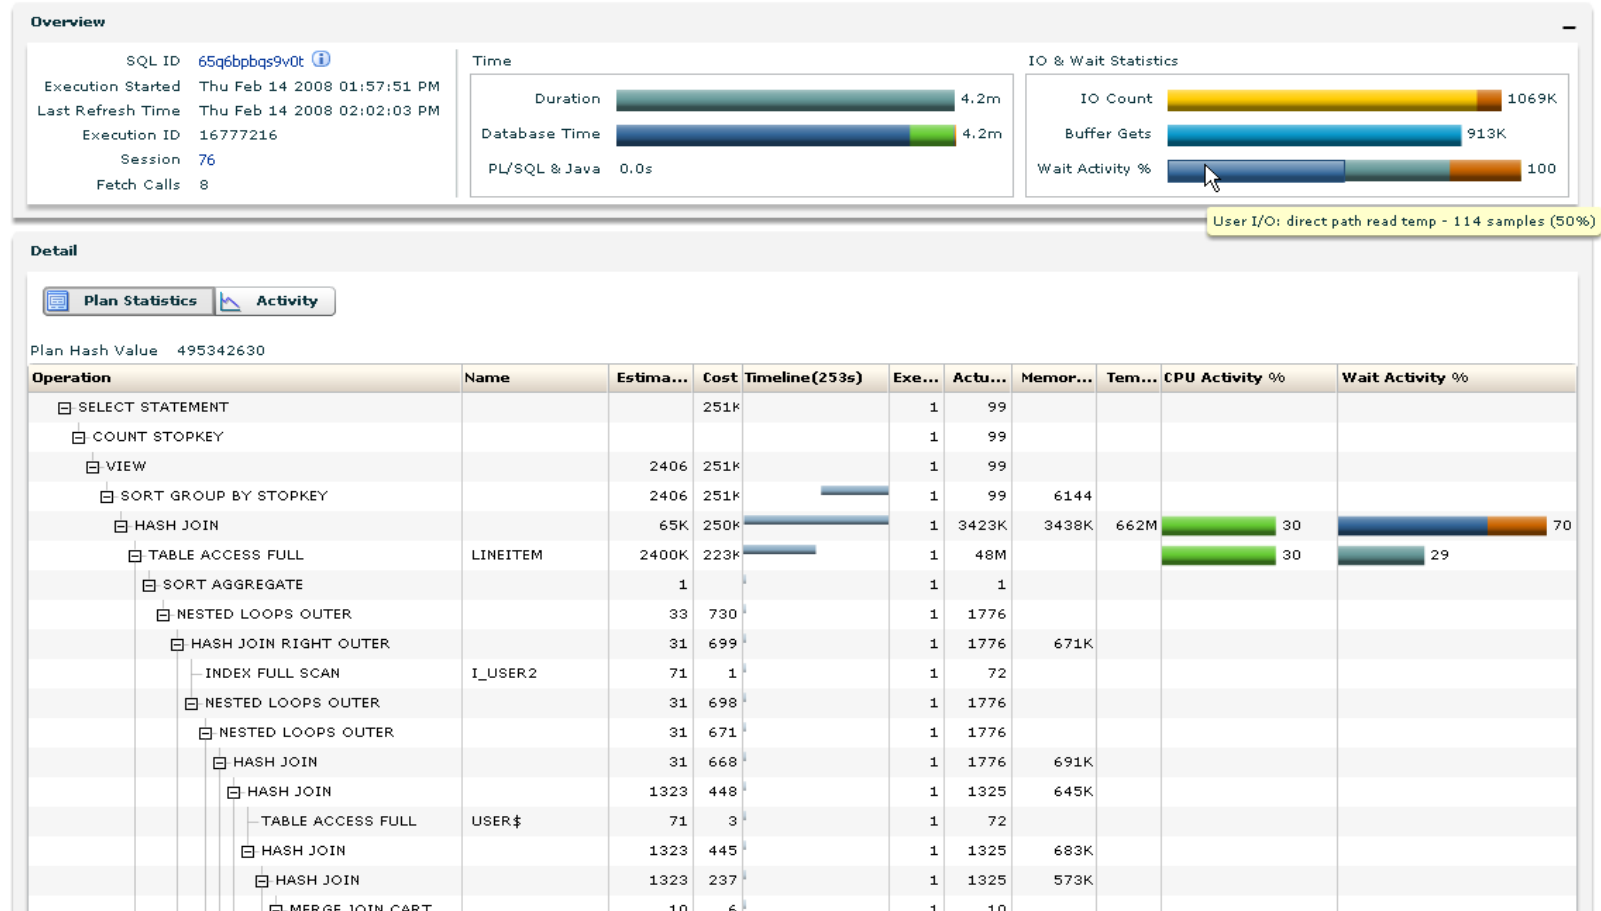 Overview
SQL ID 65q6bpbqs9v0t
Execution Started Thu Feb 14 2008 01:57:51 PM
Last Refresh Time Thu Feb 14 2008 02:02:03 PM
Execution ID 16777216
Session 76
Fetch Calls 8
Time
Duration 4.2m
Database Time 4.2m
PL/SQL & Java 0.0s
IO & Wait Statistics
IO Count 1069K
Buffer Gets 913K
Wait Activity % 100
User I/O: direct path read temp - 114 samples (50%)
Detail
Plan Statistics Activity
Plan Hash Value 495342630
Operation Name Estima... Cost Timeline(253s) Exe... Actu... Memor... Tem... CPU Activity % Wait Activity %
SELECT STATEMENT 251K 1 99
COUNT STOPKEY 1 99
VIEW 2406 251K 1 99
SORT GROUP BY STOPKEY 2406 251K 1 99 6144
HASH JOIN 65K 250K 1 3423K 3438K 662M 30 70
TABLE ACCESS FULL LINEITEM 2400K 223K 1 48M 30 29
SORT AGGREGATE 1 1 1
NESTED LOOPS OUTER 33 730 1 1776
HASH JOIN RIGHT OUTER 31 699 1 1776 671K
INDEX FULL SCAN I_USER2 71 1 1 72
NESTED LOOPS OUTER 31 698 1 1776
NESTED LOOPS OUTER 31 671 1 1776
HASH JOIN 31 668 1 1776 691K
HASH JOIN 1323 448 1 1325 645K
TABLE ACCESS FULL USER$ 71 3 1 72
HASH JOIN 1323 445 1 1325 683K
HASH JOIN 1323 237 1 1325 573K
MERGE JOIN CART 10 6 1 10